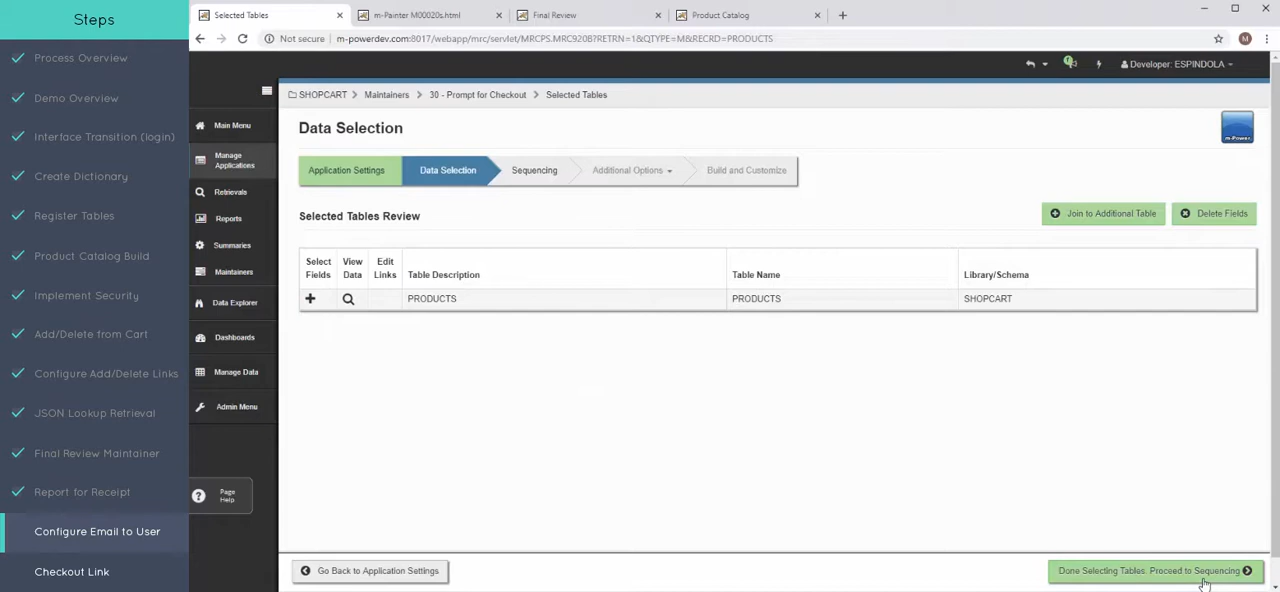 Steps
Process Overview
Demo Overview
Interface Transition (login)
Create Dictionary
Register Tables
Product Catalog Build
Implement Security
Add/Delete from Cart
Configure Add/Delete Links
JSON Lookup Retrieval
Final Review Maintainer
Report for Receipt
Configure Email to User
Checkout Link
Selected Tables
m-Painter M00020s.html
Final Review
Product Catalog
Not secure | m-powerdev.com:8017/webapp/mrc/servlet/MRCPS.MRC920B?RETRN=1&QTYPE=M&RECRD=PRODUCTS
M
Developer: ESPINDOLA
Main Menu
Manage
Applications
Retrievals
Reports
Summaries
Maintainers
Data Explorer
Dashboards
Manage Data
Admin Menu
Page
Help
SHOPCART > Maintainers > 30 - Prompt for Checkout > Selected Tables
Data Selection
m-Power
Application Settings
Data Selection
Sequencing
Additional Options
Build and Customize
Selected Tables Review
Join to Additional Table
Delete Fields
Select Fields
View Data
Edit Links
Table Description
Table Name
Library/Schema
PRODUCTS
PRODUCTS
SHOPCART
Go Back to Application Settings
Done Selecting Tables. Proceed to Sequencing